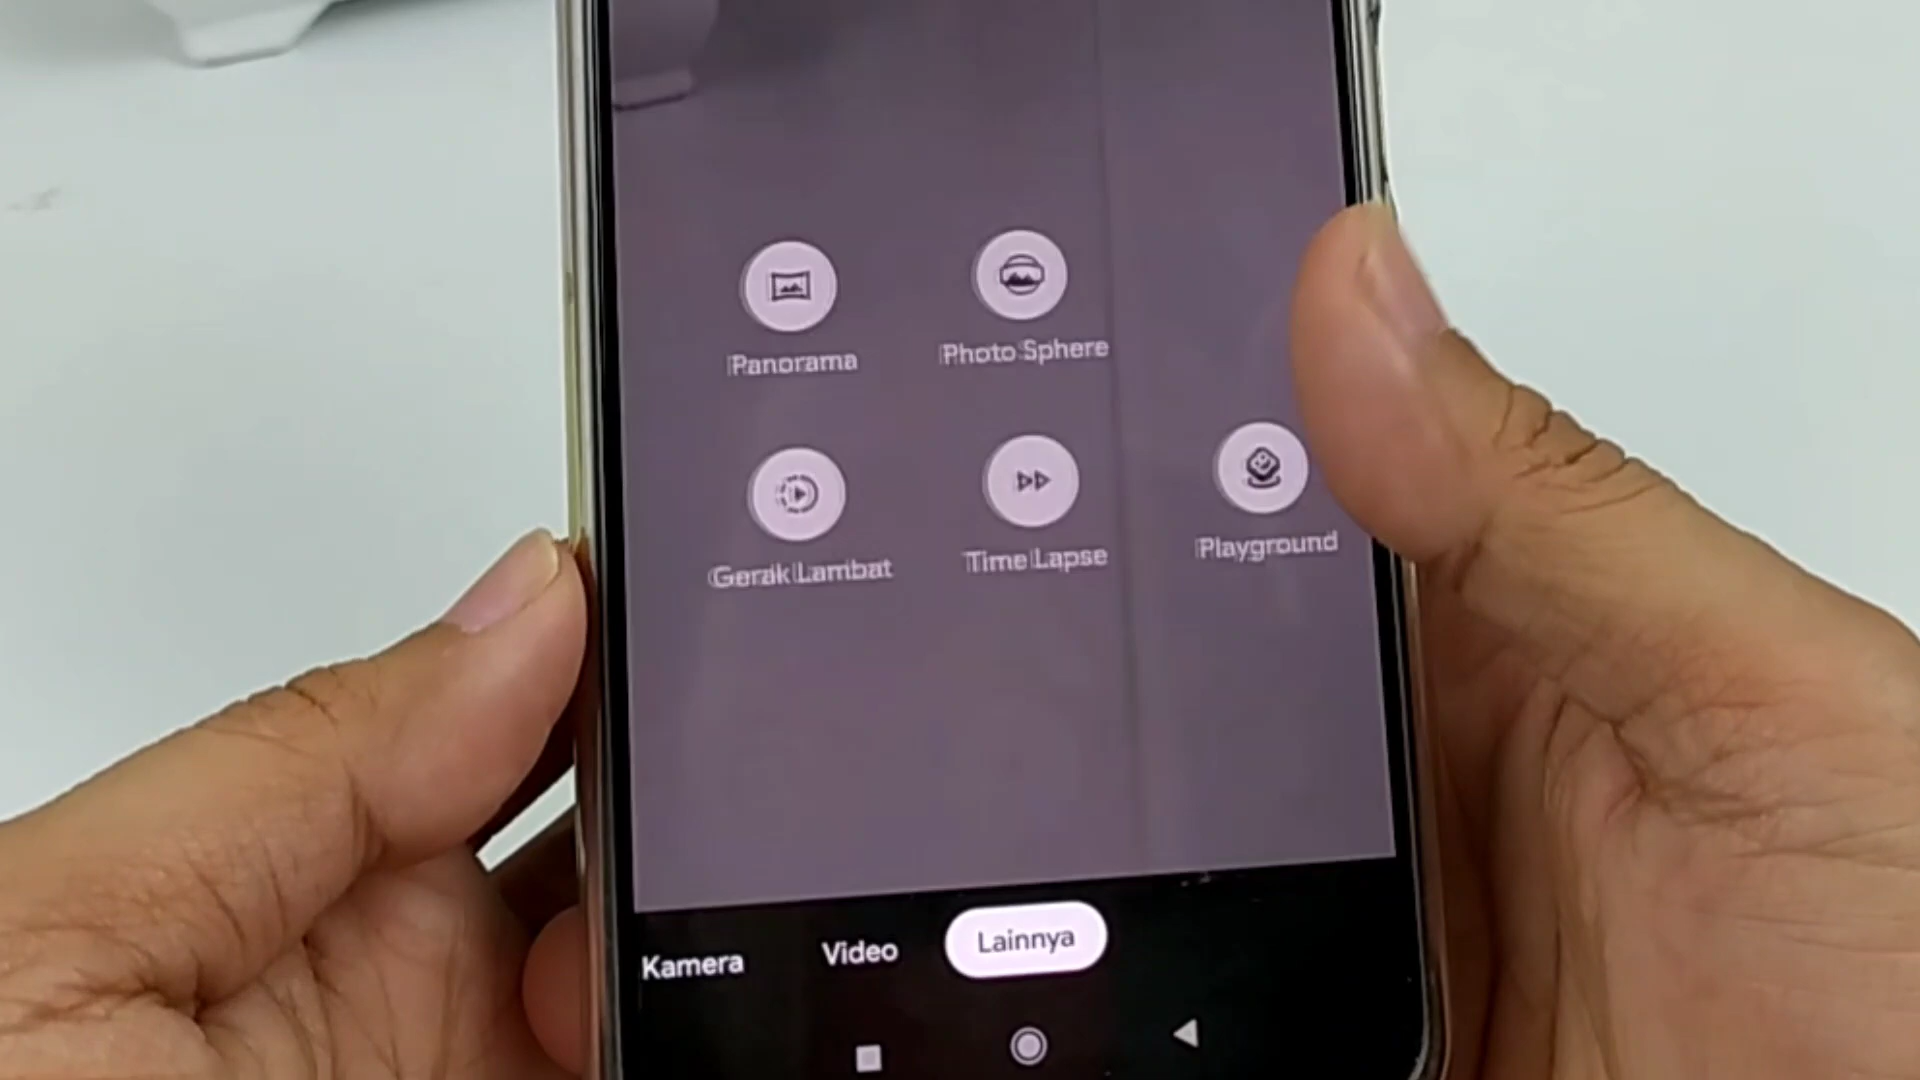 Panorama
Photo Sphere
Gerak Lambat
Time Lapse
Playground
Kamera
Video
Lainnya